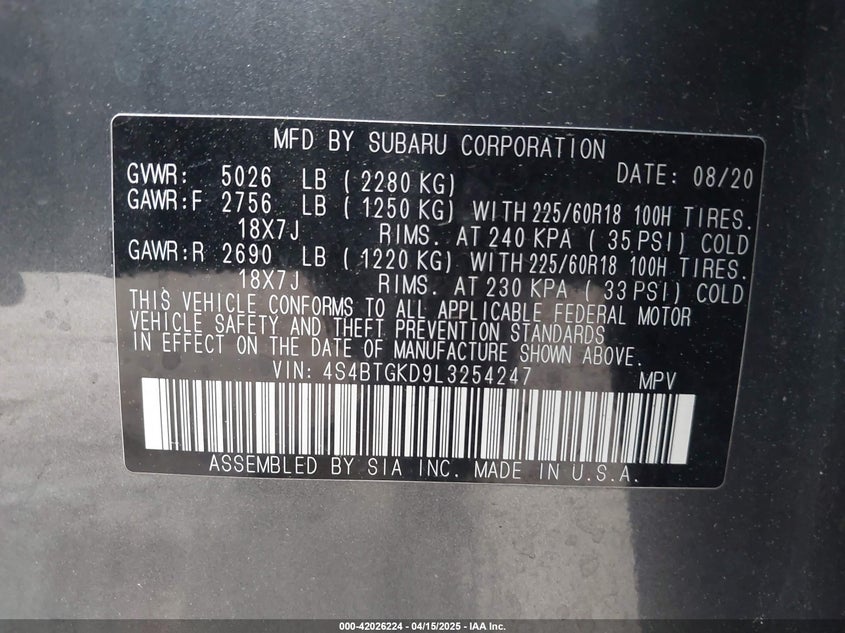 MFD BY SUBARU CORPORATION
GVWR: 5026 LB ( 2280 KG) DATE: 08/20
GAWR:F 2756 LB ( 1250 KG) WITH 225/60R18 100H TIRES.
18X7J RIMS. AT 240 KPA ( 35 PSI) COLD
GAWR:R 2690 LB ( 1220 KG) WITH 225/60R18 100H TIRES.
18X7J RIMS. AT 230 KPA ( 33 PSI) COLD
THIS VEHICLE CONFORMS TO ALL APPLICABLE FEDERAL MOTOR
VEHICLE SAFETY AND THEFT PREVENTION STANDARDS
IN EFFECT ON THE DATE OF MANUFACTURE SHOWN ABOVE.
VIN: 4S4BTGKD9L3254247 MPV
ASSEMBLED BY SIA INC. MADE IN U.S.A.
000-42026224 - 04/15/2025 - IAA Inc.